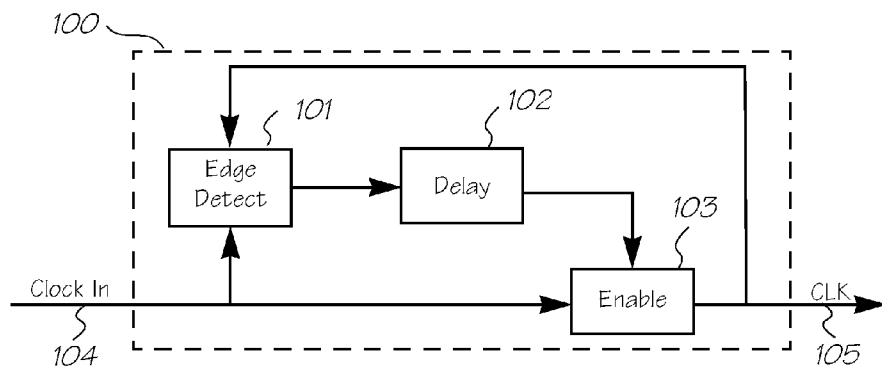 100
101
102
Edge
Detect
Delay
103
Clock In
Enable
CLK
104
105